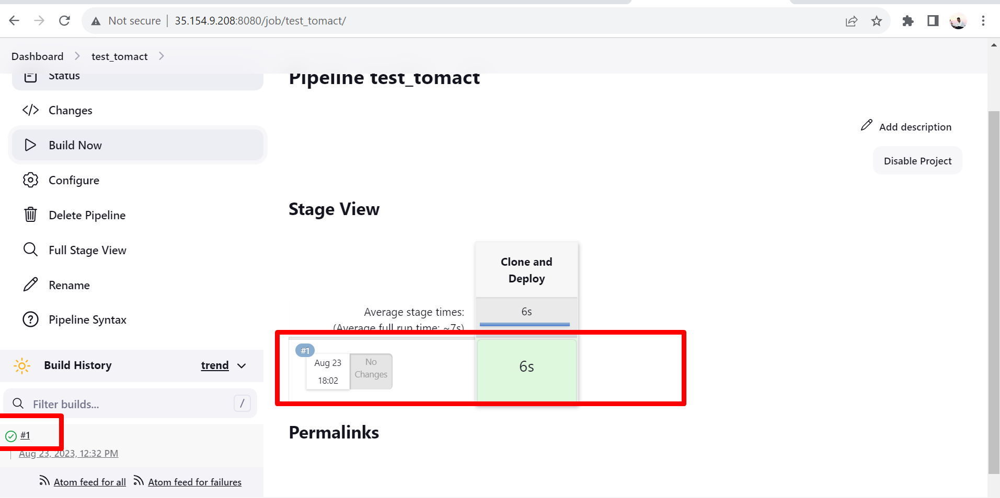 Not secure
35.154.9.208:8080/job/test_tomact/
Dashboard
test_tomact
Status
Changes
Build Now
Configure
Delete Pipeline
Full Stage View
Rename
Pipeline Syntax
Build History
trend
Filter builds...
/
#1
Aug 23, 2023, 12:32 PM
Atom feed for all
Atom feed for failures
Pipeline test_tomact
Add description
Disable Project
Stage View
Clone and
Deploy
Average stage times:
6s
(Average full run time: ~7s)
#1
Aug 23
18:02
No
Changes
6s
Permalinks